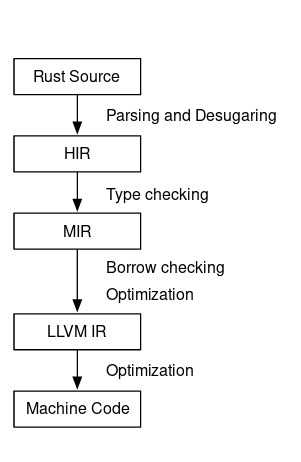 Rust Source
Parsing and Desugaring
HIR
Type checking
MIR
Borrow checking
Optimization
LLVM IR
Optimization
Machine Code